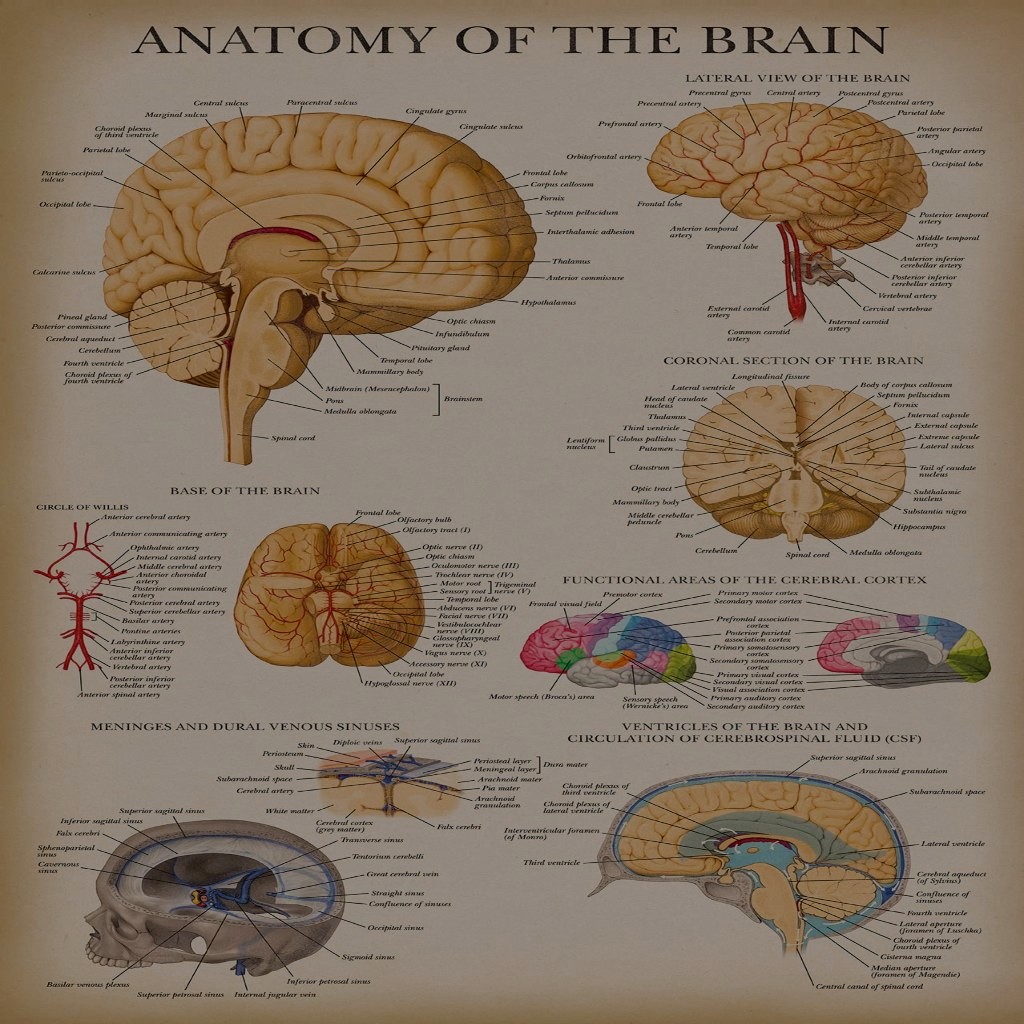 ANATOMY OF THE BRAIN
Central sulcus
Paracentral sulcus
Marginal sulcus
Cingulate gyrus
Choroid plexus
of third ventricle
Cingulate sulcus
Parietal lobe
Parieto-occipital
sulcus
Frontal lobe
Corpus callosum
Fornix
Occipital lobe
Septum pellucidum
Interthalamic adhesion
Thalamus
Calcarine sulcus
Anterior commissure
Hypothalamus
Pineal gland
Posterior commissure
Cerebral aqueduct
Cerebellum
Fourth ventricle
Choroid plexus of
fourth ventricle
Optic chiasm
Infundibulum
Pituitary gland
Temporal lobe
Mammillary body
Midbrain (Mesencephalon)
Pons
Medulla oblongata
Brainstem
Spinal cord
LATERAL VIEW OF THE BRAIN
Precentral gyrus
Central artery
Postcentral gyrus
Precentral artery
Postcentral artery
Parietal lobe
Prefrontal artery
Posterior parietal
artery
Angular artery
Orbitofrontal artery
Occipital lobe
Frontal lobe
Posterior temporal
artery
Anterior temporal
artery
Temporal lobe
Middle temporal
artery
Anterior inferior
cerebellar artery
Posterior inferior
cerebellar artery
Vertebral artery
Cervical vertebrae
External carotid
artery
Internal carotid
artery
Common carotid
artery
CORONAL SECTION OF THE BRAIN
Longitudinal fissure
Lateral ventricle
Body of corpus callosum
Head of caudate
nucleus
Septum pellucidum
Fornix
Thalamus
Internal capsule
Third ventricle
External capsule
Lentiform
nucleus
Globus pallidus
Putamen
Extreme capsule
Lateral sulcus
Claustrum
Tail of caudate
nucleus
Optic tract
Subthalamic
nucleus
Mammillary body
Substantia nigra
Middle cerebellar
peduncle
Hippocampus
Pons
Cerebellum
Spinal cord
Medulla oblongata
BASE OF THE BRAIN
CIRCLE OF WILLIS
Anterior cerebral artery
Anterior communicating artery
Ophthalmic artery
Internal carotid artery
Middle cerebral artery
Anterior choroidal
artery
Posterior communicating
artery
Posterior cerebral artery
Superior cerebellar artery
Basilar artery
Pontine arteries
Labyrinthine artery
Anterior inferior
cerebellar artery
Vertebral artery
Posterior inferior
cerebellar artery
Anterior spinal artery
Frontal lobe
Olfactory bulb
Olfactory tract (I)
Optic nerve (II)
Optic chiasm
Oculomotor nerve (III)
Trochlear nerve (IV)
Motor root
Sensory root
Trigeminal
nerve (V)
Temporal lobe
Abducens nerve (VI)
Facial nerve (VII)
Vestibulocochlear
nerve (VIII)
Glossopharyngeal
nerve (IX)
Vagus nerve (X)
Accessory nerve (XI)
Occipital lobe
Hypoglossal nerve (XII)
FUNCTIONAL AREAS OF THE CEREBRAL CORTEX
Premotor cortex
Primary motor cortex
Secondary motor cortex
Frontal visual field
Prefrontal association
cortex
Posterior parietal
association cortex
Primary somatosensory
cortex
Secondary somatosensory
cortex
Primary visual cortex
Secondary visual cortex
Visual association cortex
Primary auditory cortex
Secondary auditory cortex
Motor speech (Broca's) area
Sensory speech
(Wernicke's) area
MENINGES AND DURAL VENOUS SINUSES
Skin
Diploic veins
Superior sagittal sinus
Periosteum
Skull
Subarachnoid space
Cerebral artery
Periosteal layer
Meningeal layer
Dura mater
Arachnoid mater
Pia mater
Arachnoid
granulation
White matter
Cerebral cortex
(grey matter)
Falx cerebri
Superior sagittal sinus
Inferior sagittal sinus
Falx cerebri
Sphenoparietal
sinus
Cavernous
sinus
Transverse sinus
Tentorium cerebelli
Great cerebral vein
Straight sinus
Confluence of sinuses
Occipital sinus
Sigmoid sinus
Inferior petrosal sinus
Basilar venous plexus
Superior petrosal sinus
Internal jugular vein
VENTRICLES OF THE BRAIN AND
CIRCULATION OF CEREBROSPINAL FLUID (CSF)
Superior sagittal sinus
Arachnoid granulation
Choroid plexus of
third ventricle
Subarachnoid space
Choroid plexus of
lateral ventricle
Interventricular foramen
(of Monro)
Lateral ventricle
Third ventricle
Cerebral aqueduct
(of Sylvius)
Confluence of
sinuses
Fourth ventricle
Lateral aperture
(foramen of Luschka)
Choroid plexus of
fourth ventricle
Cisterna magna
Median aperture
(foramen of Magendie)
Central canal of spinal cord